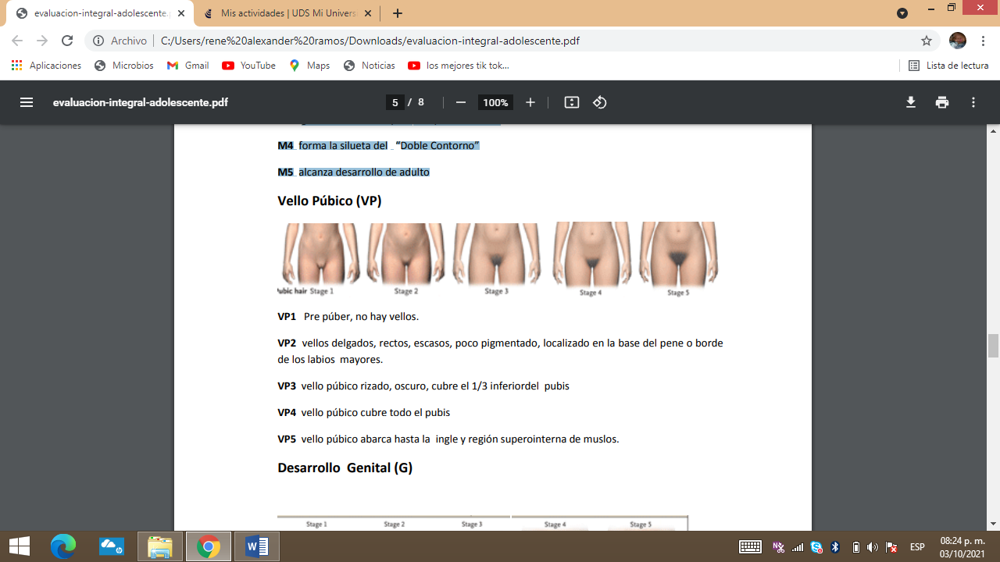 evaluacion-integral-adolescente.
Mis actividades | UDS Mi Univers
Archivo
C:/Users/rene%20alexander%20ramos/Downloads/evaluacion-integral-adolescente.pdf
Aplicaciones
Microbios
Gmail
YouTube
Maps
Noticias
los mejores tik tok...
Lista de lectura
evaluacion-integral-adolescente.pdf
5 / 8
100%
M4 forma la silueta del "Doble Contorno”
M5 alcanza desarrollo de adulto
Vello Púbico (VP)
Pubic hair Stage 1
Stage 2
Stage 3
Stage 4
Stage 5
VP1 Pre púber, no hay vellos.
VP2 vellos delgados, rectos, escasos, poco pigmentado, localizado en la base del pene o borde
de los labios mayores.
VP3 vello púbico rizado, oscuro, cubre el 1/3 inferiordel pubis
VP4 vello púbico cubre todo el pubis
VP5 vello púbico abarca hasta la ingle y región superointerna de muslos.
Desarrollo Genital (G)
Stage 1
Stage 2
Stage 3
Stage 4
Stage 5
ESP
08:24 p. m.
03/10/2021